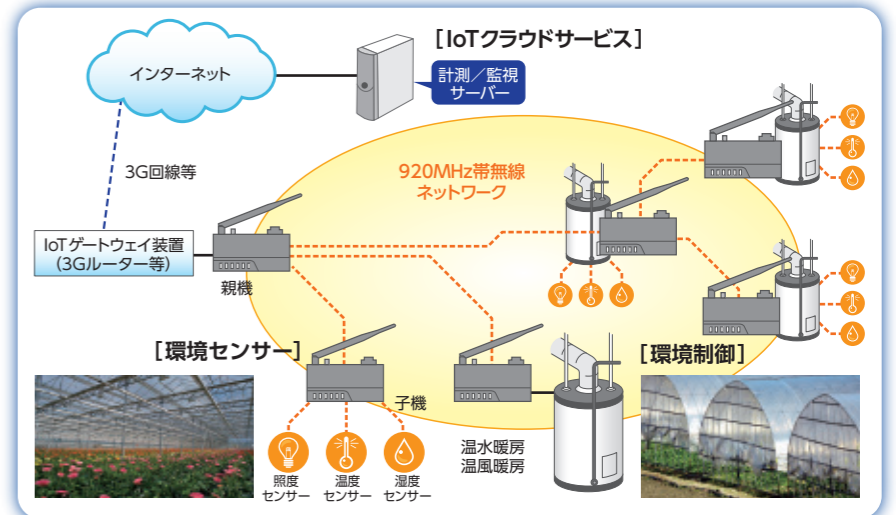 [IoTクラウドサービス]
インターネット
計測／監視
サーバー
3G回線等
920MHz帯無線
ネットワーク
IoTゲートウェイ装置
(3Gルーター等)
親機
[環境センサー]
[環境制御]
子機
温水暖房
温風暖房
照度
センサー
温度
センサー
湿度
センサー